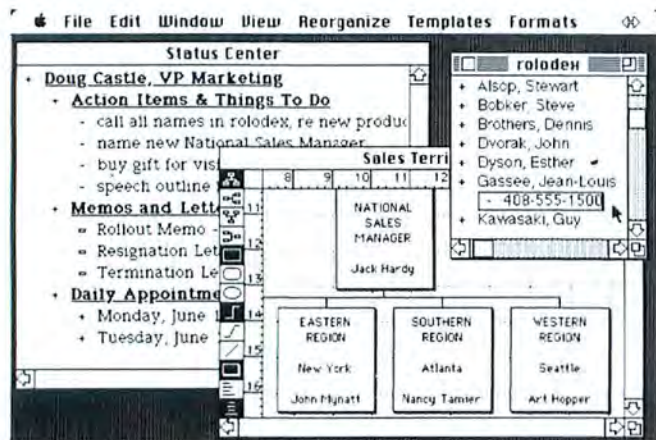 File Edit Window View Reorganize Templates Formats
Status Center
+ Doug Castle, VP Marketing
+ Action Items & Things To Do
- call all names in rolodex, re new produc
- name new National Sales Manager
- buy gift for vis
- speech outline
+ Memos and Lett
Rollout Memo -
Resignation Let
Termination Le
+ Daily Appointme
+ Monday, June 1
+ Tuesday, June
rolodex
+ Alsop, Stewart
+ Bobker, Steve
+ Brothers, Dennis
+ Dvorak, John
+ Dyson, Esther
+ Gassee, Jean-Louis
- 408-555-1500
+ Kawasaki, Guy
Sales Terri
8 9 10 11 12
11
12
13
14
15
16
NATIONAL
SALES
MANAGER
Jack Hardy
EASTERN
REGION
New York
John Mynatt
SOUTHERN
REGION
Atlanta
Nancy Tamier
WESTERN
REGION
Seattle
Art Hopper